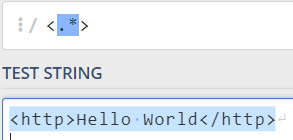 / <.*>
TEST STRING
<http>Hello·World</http>↵